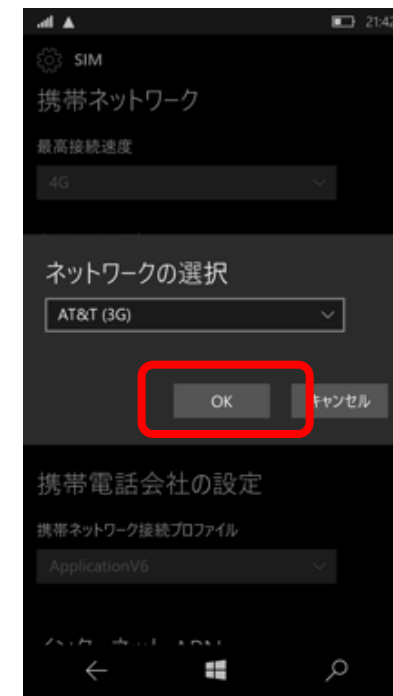 21:42
SIM
携帯ネットワーク
最高接続速度
4G
ネットワークの選択
AT&T (3G)
OK
キャンセル
携帯電話会社の設定
携帯ネットワーク接続プロファイル
ApplicationV6